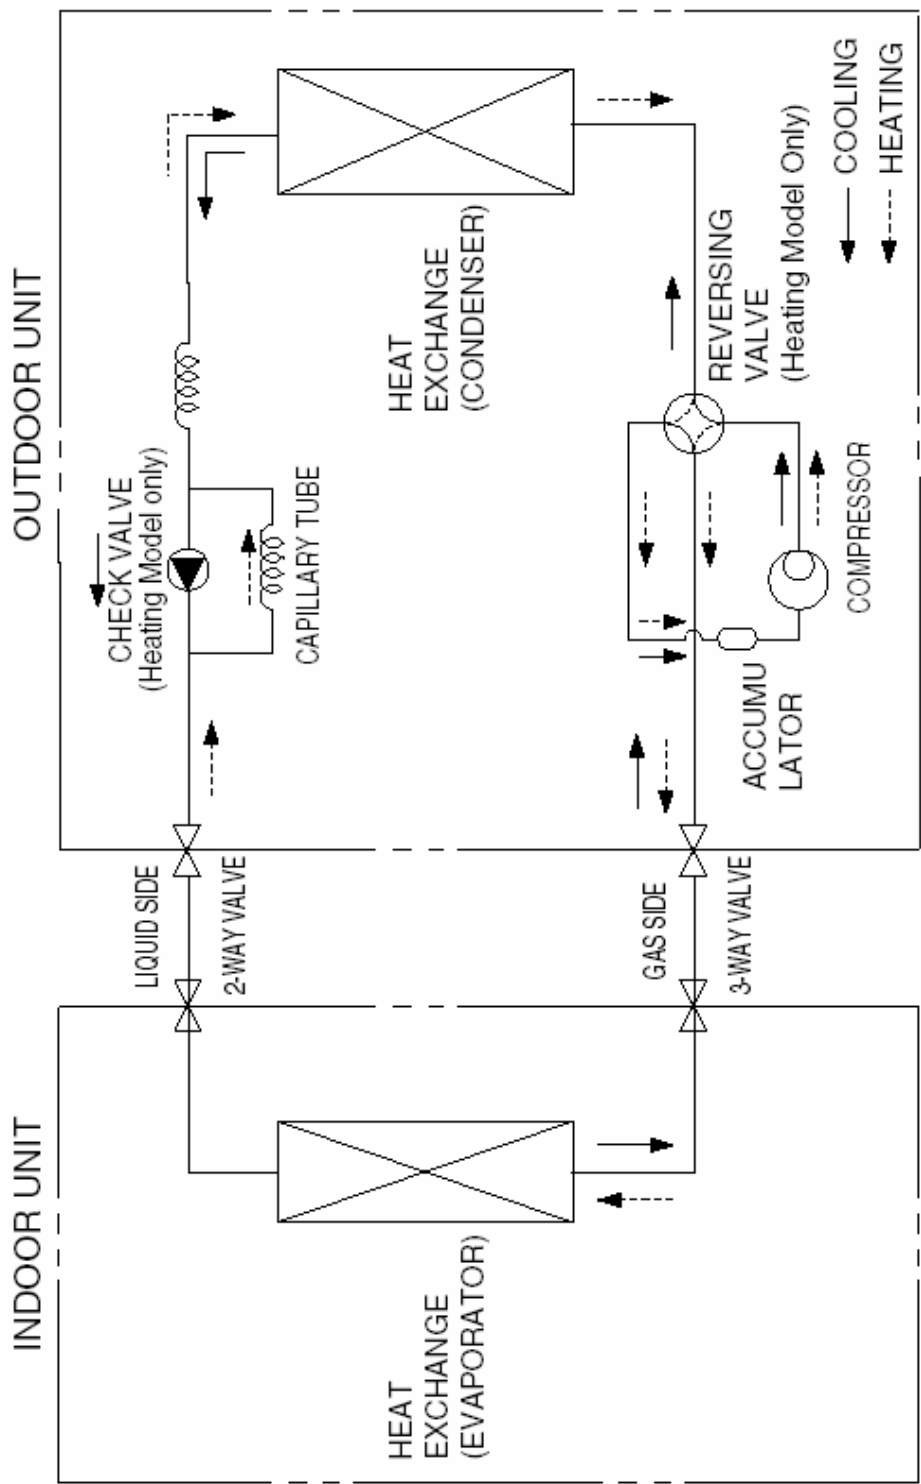 INDOOR UNIT
OUTDOOR UNIT
LIQUID SIDE
2-WAY VALVE
CHECK VALVE
(Heating Model only)
CAPILLARY TUBE
HEAT
EXCHANGE
(EVAPORATOR)
HEAT
EXCHANGE
(CONDENSER)
GAS SIDE
3-WAY VALVE
ACCUMU
LATOR
COMPRESSOR
REVERSING
VALVE
(Heating Model Only)
COOLING
HEATING